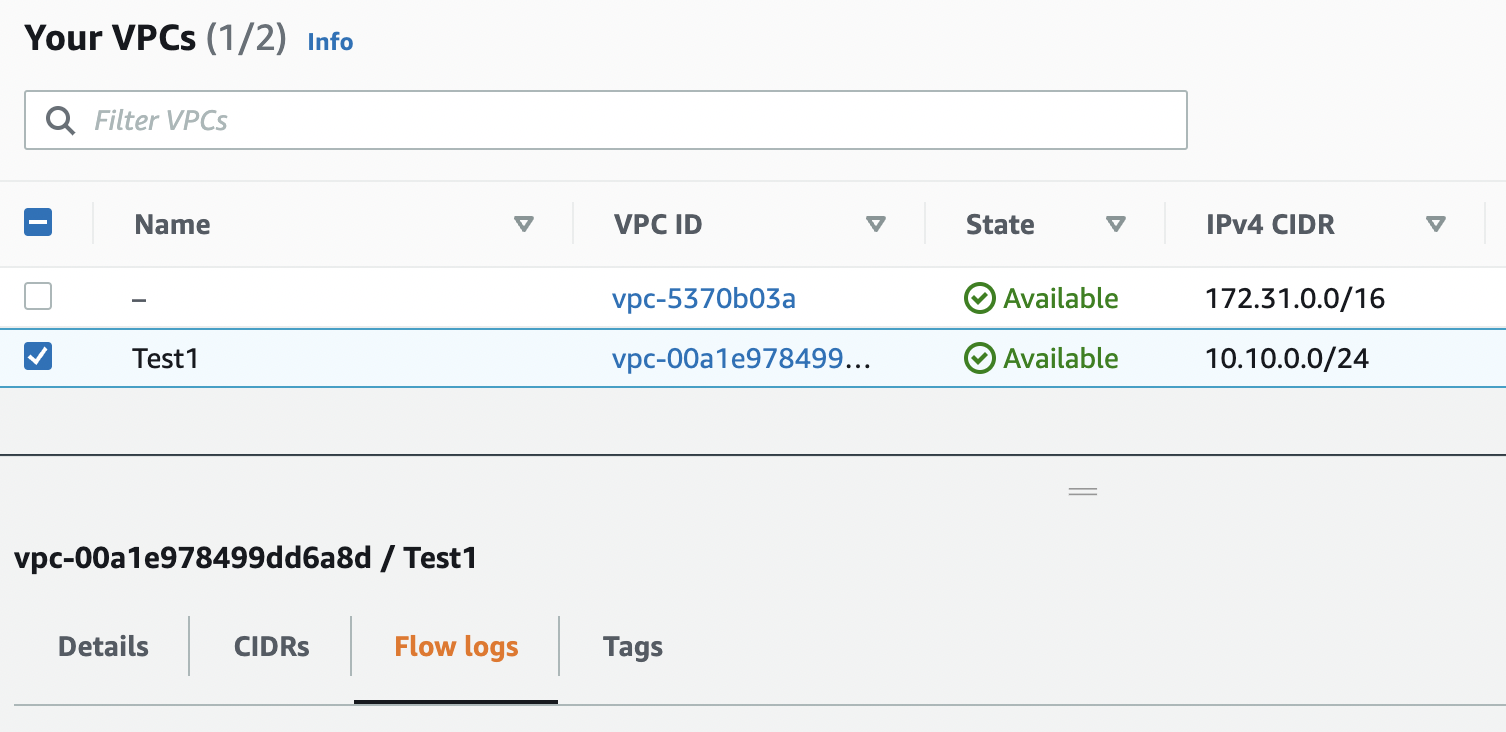 Your VPCs (1/2) Info
Filter VPCs
Name VPC ID State IPv4 CIDR
– vpc-5370b03a Available 172.31.0.0/16
Test1 vpc-00a1e978499... Available 10.10.0.0/24
vpc-00a1e978499dd6a8d / Test1
Details CIDRs Flow logs Tags